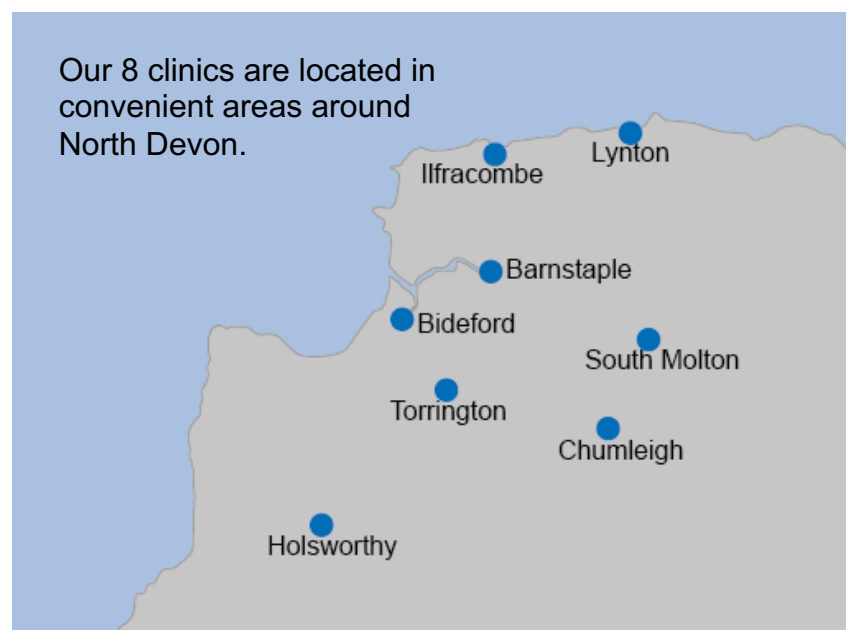 Our 8 clinics are located in
convenient areas around
North Devon.
Lynton
Ilfracombe
Barnstaple
Bideford
South Molton
Torrington
Chumleigh
Holsworthy